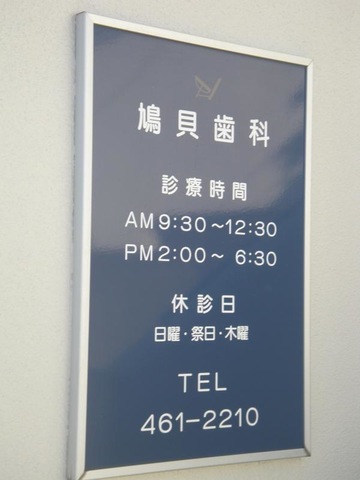 鳩貝歯科
診療時間
AM9:30～12:30
PM2:00～ 6:30
休診日
日曜・祭日・木曜
TEL
461-2210